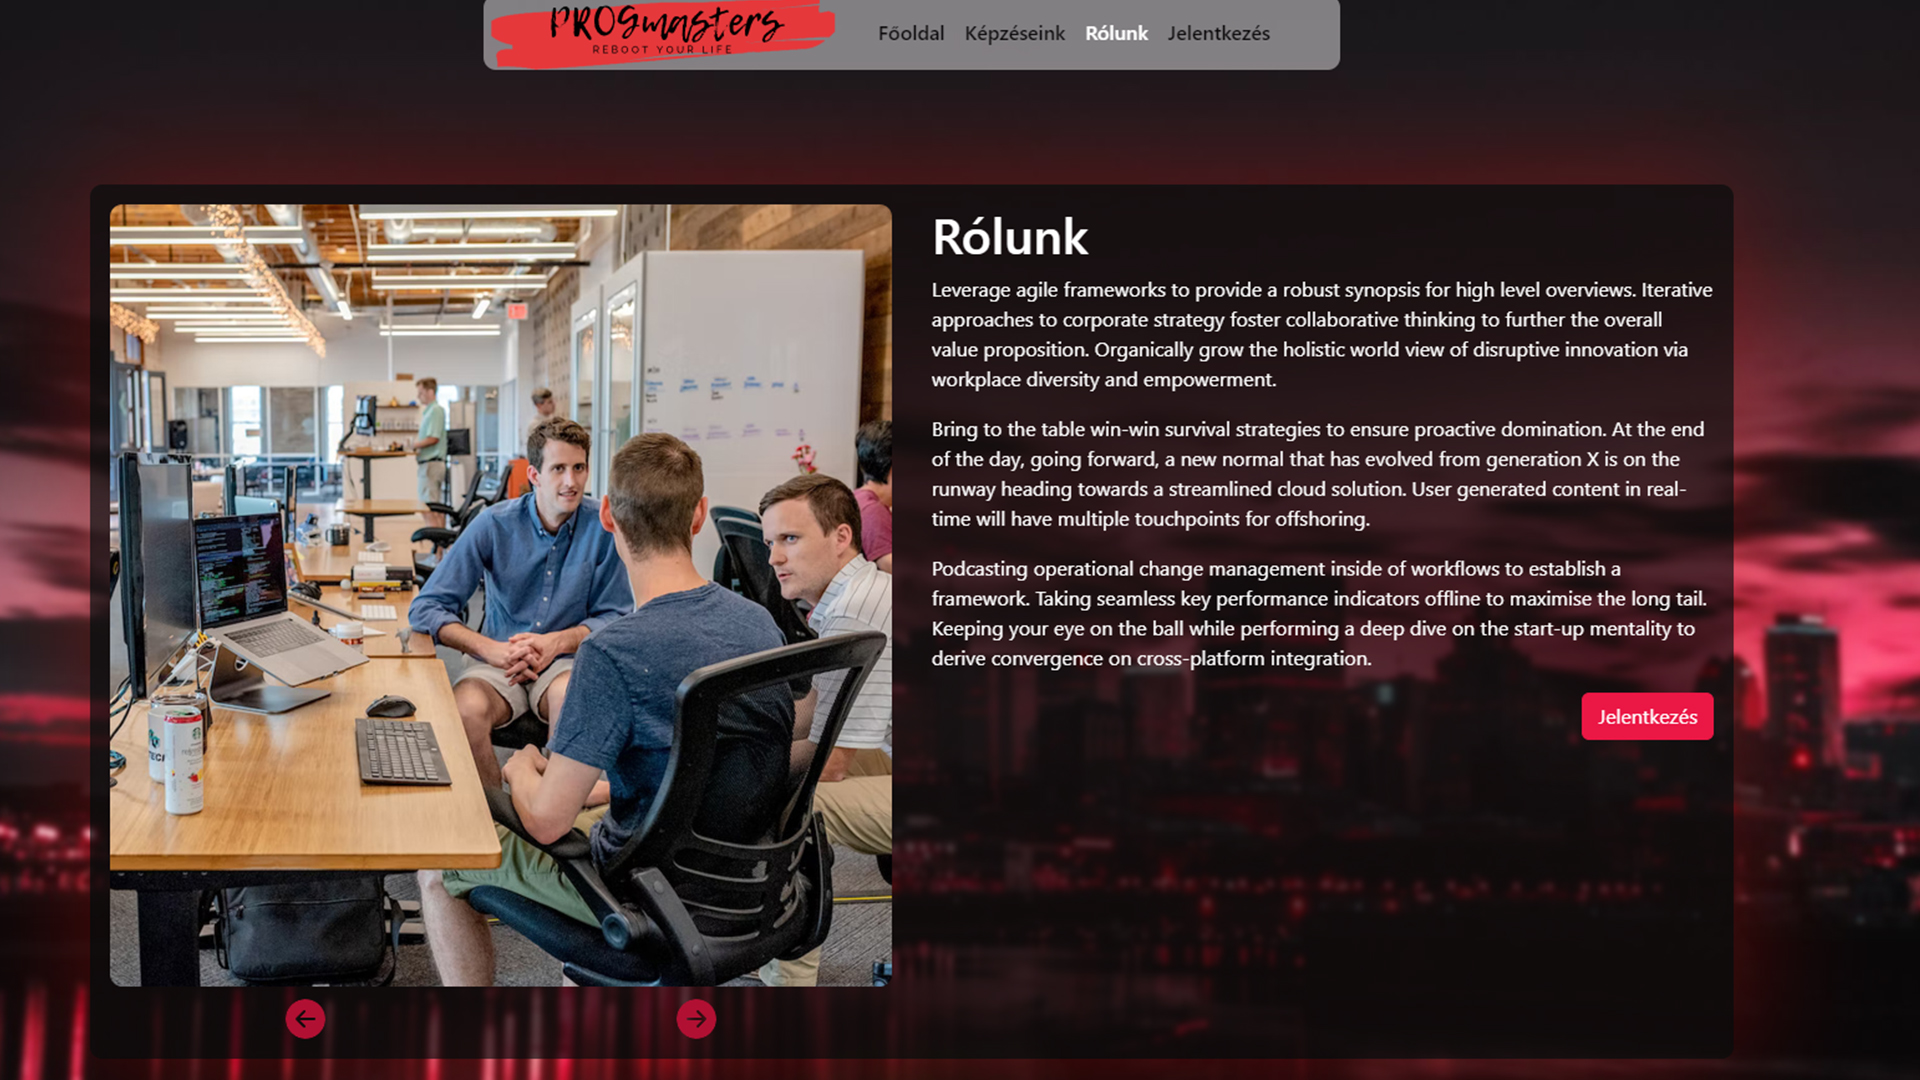 PROGmasters
REBOOT YOUR LIFE
Főoldal Képzéseink Rólunk Jelentkezés
Rólunk
Leverage agile frameworks to provide a robust synopsis for high level overviews. Iterative
approaches to corporate strategy foster collaborative thinking to further the overall
value proposition. Organically grow the holistic world view of disruptive innovation via
workplace diversity and empowerment.
Bring to the table win-win survival strategies to ensure proactive domination. At the end
of the day, going forward, a new normal that has evolved from generation X is on the
runway heading towards a streamlined cloud solution. User generated content in real-
time will have multiple touchpoints for offshoring.
Podcasting operational change management inside of workflows to establish a
framework. Taking seamless key performance indicators offline to maximise the long tail.
Keeping your eye on the ball while performing a deep dive on the start-up mentality to
derive convergence on cross-platform integration.
Jelentkezés